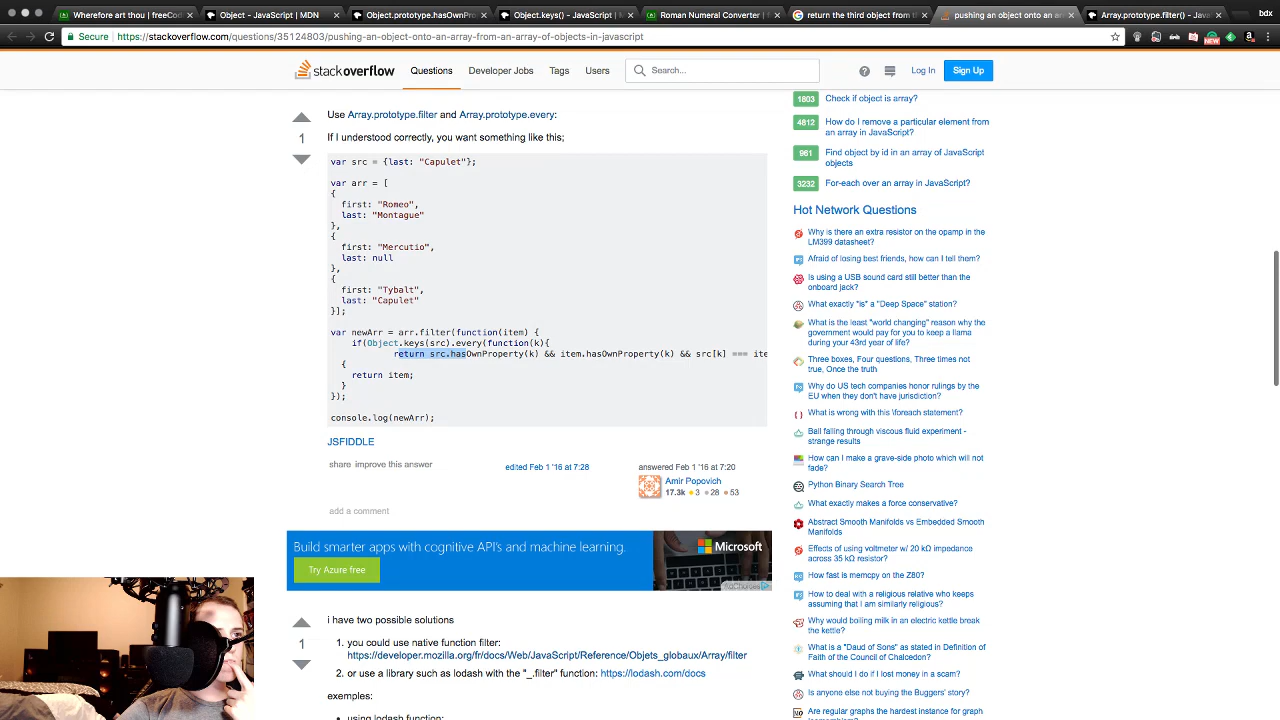 Wherefore art thou | freeCod
Object - JavaScript | MDN
Object.prototype.hasOwnPro
Object.keys() - JavaScript |
Roman Numeral Converter |
return the third object from
pushing an object onto an a
Array.prototype.filter() - Jav
bdx
Secure
https://stackoverflow.com/questions/35124803/pushing-an-object-onto-an-array-from-an-array-of-objects-in-javascript
NEW
stackoverflow
Questions
Developer Jobs
Tags
Users
Search...
Log In
Sign Up
Use Array.prototype.filter and Array.prototype.every:
1
If I understood correctly, you want something like this;
var src = {last: "Capulet"};
var arr = [
{
first: "Romeo",
last: "Montague"
},
{
first: "Mercutio",
last: null
},
{
first: "Tybalt",
last: "Capulet"
}];
var newArr = arr.filter(function(item) {
if(Object.keys(src).every(function(k){
return src.hasOwnProperty(k) && item.hasOwnProperty(k) && src[k] === ite
{
return item;
}
});
console.log(newArr);
JSFIDDLE
share improve this answer
edited Feb 1 '16 at 7:28
answered Feb 1 '16 at 7:20
Amir Popovich
17.3k 3 28 53
add a comment
Build smarter apps with cognitive API's and machine learning.
Try Azure free
Microsoft
AdChoices
i have two possible solutions
1
1. you could use native function filter:
https://developer.mozilla.org/fr/docs/Web/JavaScript/Reference/Objets_globaux/Array/filter
2. or use a library such as lodash with the "_.filter" function: https://lodash.com/docs
exemples:
• using lodash function:
1803 Check if object is array?
4812 How do I remove a particular element from
an array in JavaScript?
961 Find object by id in an array of JavaScript
objects
3232 For-each over an array in JavaScript?
Hot Network Questions
Why is there an extra resistor on the opamp in the
LM399 datasheet?
Afraid of losing best friends, how can I tell them?
Is using a USB sound card still better than the
onboard jack?
What exactly *is* a "Deep Space" station?
What is the least "world changing" reason why the
government would pay for you to keep a llama
during your 43rd year of life?
Three boxes, Four questions, Three times not
true, Once the truth
Why do US tech companies honor rulings by the
EU when they don't have jurisdiction?
What is wrong with this \foreach statement?
Ball falling through viscous fluid experiment -
strange results
How can I make a grave-side photo which will not
fade?
Python Binary Search Tree
What exactly makes a force conservative?
Abstract Smooth Manifolds vs Embedded Smooth
Manifolds
Effects of using voltmeter w/ 20 kΩ impedance
across 35 kΩ resistor?
How fast is memcpy on the Z80?
How to deal with a religious relative who keeps
assuming that I am similarly religious?
Why would boiling milk in an electric kettle break
the kettle?
What is a "Daud of Sons" as stated in Definition of
Faith of the Council of Chalcedon?
What should I do if I lost money in a scam?
Is anyone else not buying the Buggers' story?
Are regular graphs the hardest instance for graph